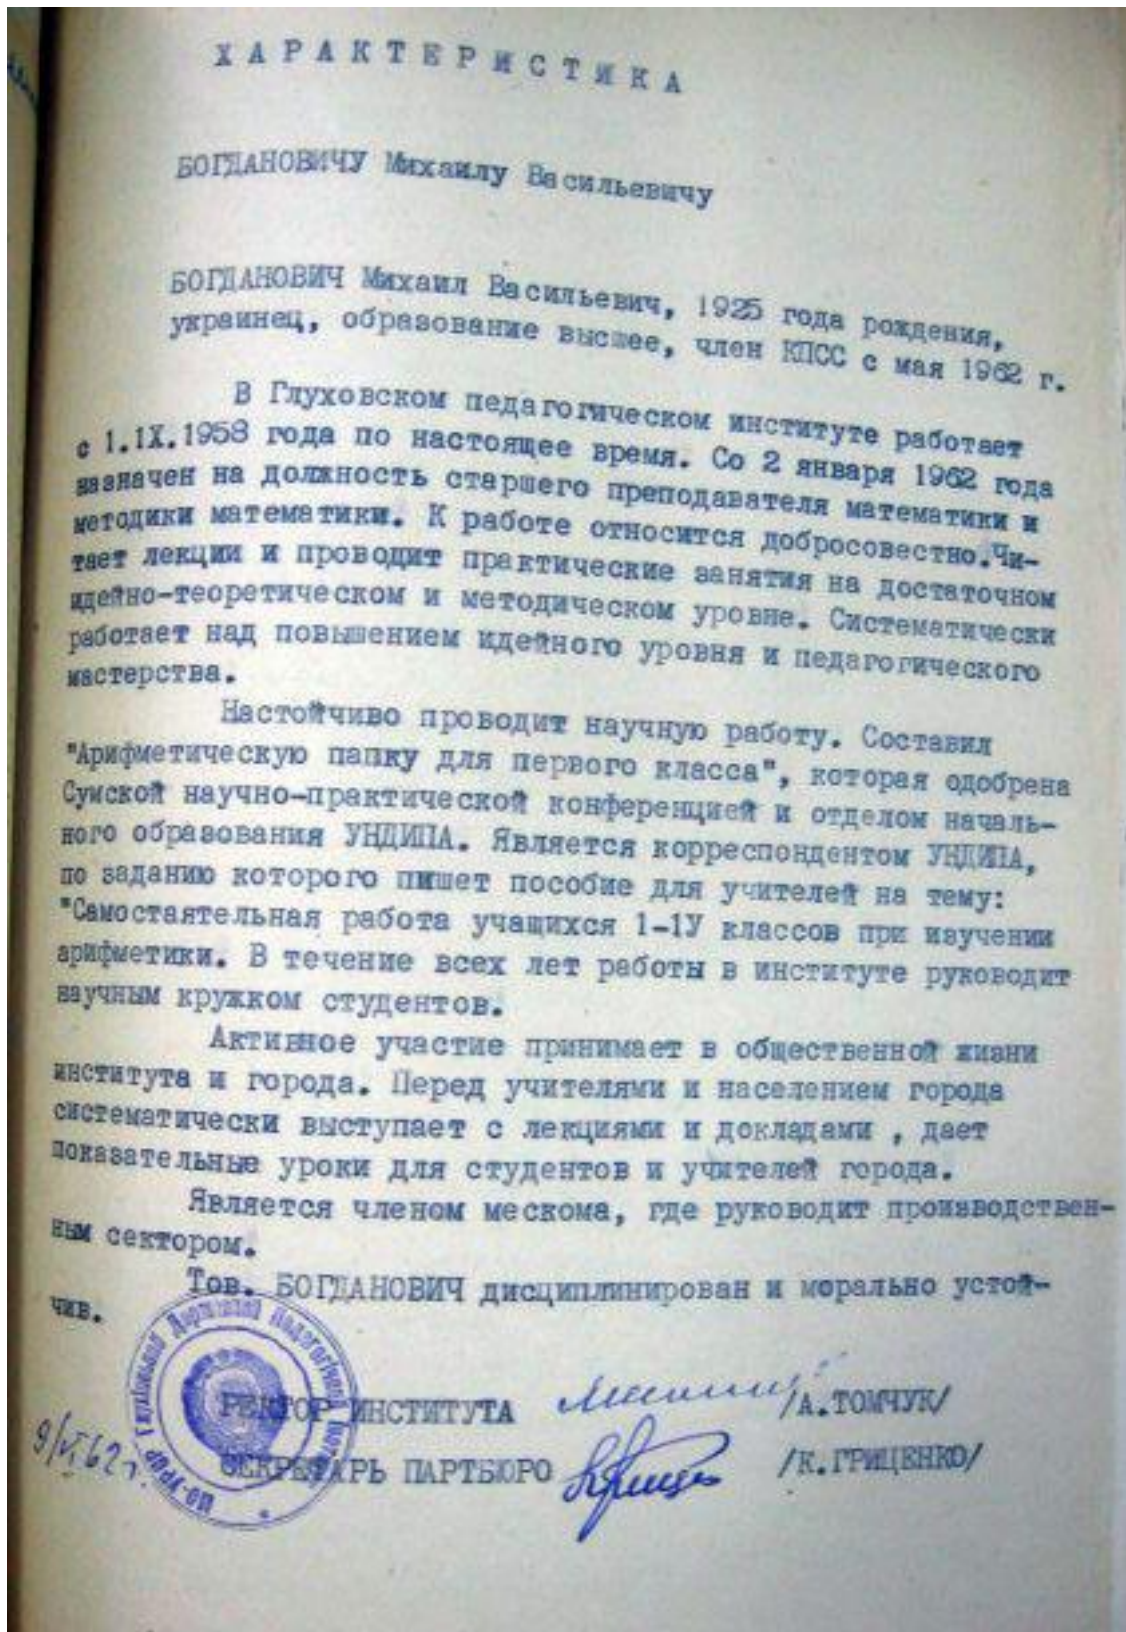 ХАРАКТЕРИСТИКА
БОГДАНОВИЧУ Михаилу Васильевичу
БОГДАНОВИЧ Михаил Васильевич, 1925 года рождения,
украинец, образование высшее, член КПСС с мая 1962 г.
В Глуховском педагогическом институте работает
с 1.1Х.1958 года по настоящее время. Со 2 января 1962 года
назначен на должность старшего преподавателя математики и
методики математики. К работе относится добросовестно.Чи-
тает лекции и проводит практические занятия на достаточном
идейно-теоретическом и методическом уровне. Систематически
работает над повышением идейного уровня и педагогического
мастерства.
Настойчиво проводит научную работу. Составил
"Арифметическую папку для первого класса", которая одобрена
Сумской научно-практической конференцией и отделом началь-
ного образования УНДИПА. Является корреспондентом УНДИПА,
по заданию которого пишет пособие для учителей на тему:
"Самостаятельная работа учащихся 1-1У классов при изучении
арифметики. В течение всех лет работы в институте руководит
научным кружком студентов.
Активное участие принимает в общественной жизни
института и города. Перед учителями и населением города
систематически выступает с лекциями и докладами , дает
показательные уроки для студентов и учителей города.
Является членом мескома, где руководит производствен-
ным сектором.
Тов. БОГДАНОВИЧ дисциплинирован и морально устой-
чив.
РЕКТОР ИНСТИТУТА /А.ТОМЧУК/
9/VI 62 г. СЕКРЕТАРЬ ПАРТБЮРО /К.ГРИЦЕНКО/